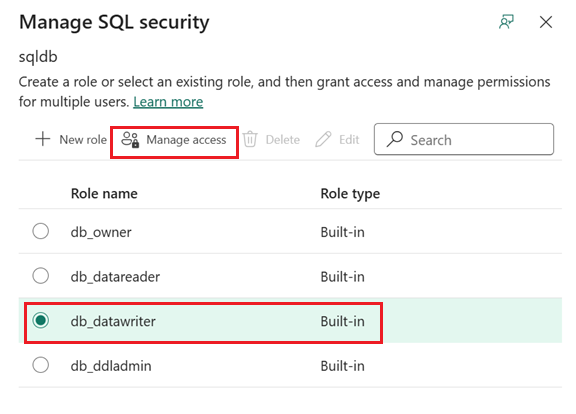 Manage SQL security
sqldb
Create a role or select an existing role, and then grant access and manage permissions
for multiple users. Learn more
New role Manage access Delete Edit Search
Role name Role type
db_owner Built-in
db_datareader Built-in
db_datawriter Built-in
db_ddladmin Built-in